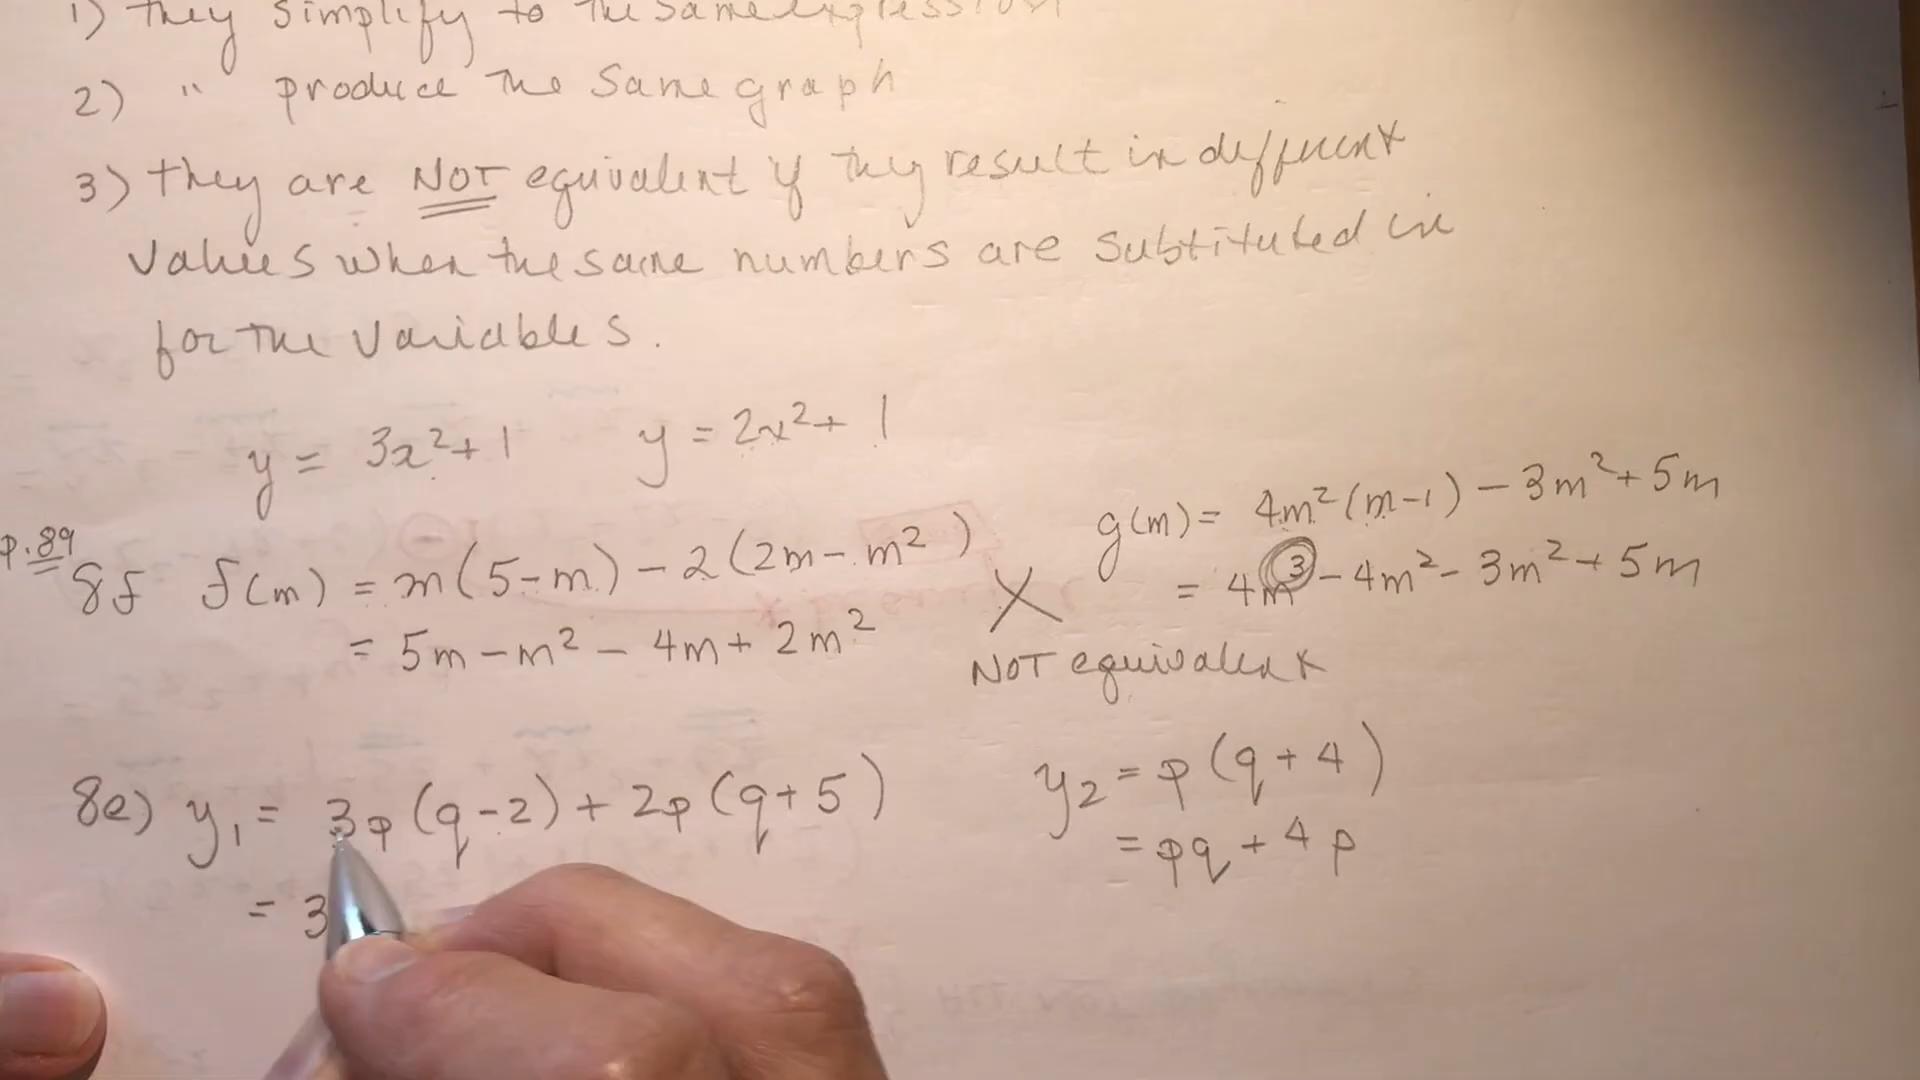 1) they simplify to the same expression
2) " produce the same graph
3) they are NOT equivalent if they result in different
values when the same numbers are substituted in
for the variables.
y = 3x²+1 y = 2x²+1
p.89
8f f(m) = m(5-m) - 2(2m-m²) g(m) = 4m²(m-1) - 3m²+5m
= 5m - m² - 4m + 2m² X = 4m³ - 4m² - 3m² + 5m
NOT equivalent
8e) y₁ = 3p(q-2) + 2p(q+5) y₂ = p(q+4)
= 3 = pq + 4p